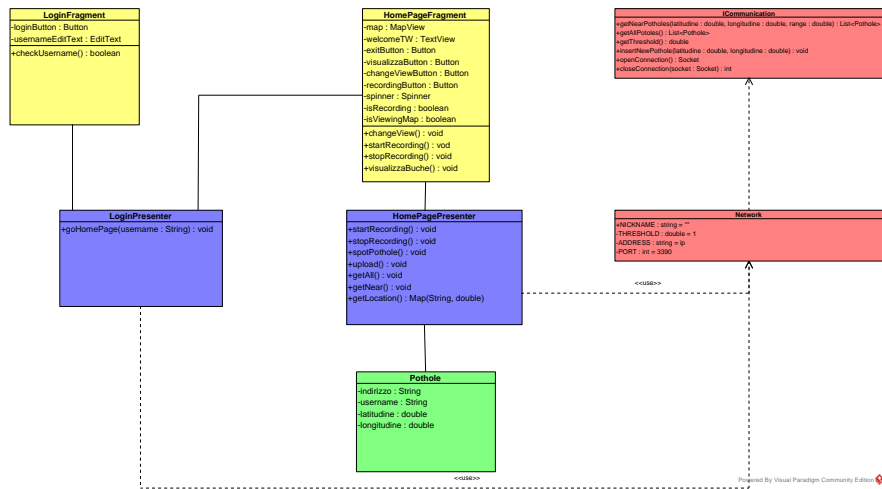 LoginFragment
-loginButton : Button
-usernameEditText : EditText
+checkUsername() : boolean
HomePageFragment
-map : MapView
-welcomeTW : TextView
-exitButton : Button
-visualizzaButton : Button
-changeViewButton : Button
-recordingButton : Button
-spinner : Spinner
-isRecording : boolean
-isViewingMap : boolean
+changeView() : void
+startRecording() : vod
+stopRecording() : void
+visualizzaBuche() : void
ICommunication
+getNearPotholes(latitudine : double, longitudine : double, range : double) : List<Pothole>
+getAllPotoles() : List<Pothole>
+getThreshold() : double
+insertNewPothole(latitudine : double, longitudine : double) : void
+openConnection() : Socket
+closeConnection(socket : Socket) : int
LoginPresenter
+goHomePage(username : String) : void
HomePagePresenter
+startRecording() : void
+stopRecording() : void
+spotPothole() : void
+upload() : void
+getAll() : void
+getNear() : void
+getLocation() : Map(String, double)
Network
+NICKNAME : string = ""
-THRESHOLD : double = 1
-ADDRESS : string = ip
-PORT : int = 3390
<<use>>
Pothole
-indirizzo : String
-username : String
-latitudine : double
-longitudine : double
<<use>>
Powered By Visual Paradigm Community Edition